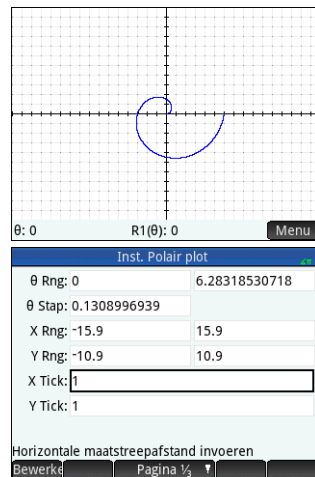 θ: 0 R1(θ): 0 Menu
Inst. Polair plot
θ Rng: 0 6.28318530718
θ Stap: 0.1308996939
X Rng: -15.9 15.9
Y Rng: -10.9 10.9
X Tick: 1
Y Tick: 1
Horizontale maatstreepafstand invoeren
Bewerke Pagina ⅓